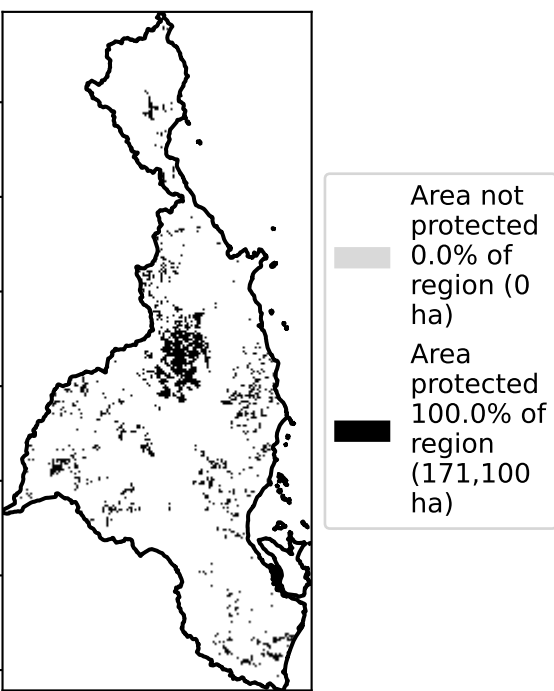 Area not
protected
0.0% of
region (0
ha)
Area
protected
100.0% of
region
(171,100
ha)